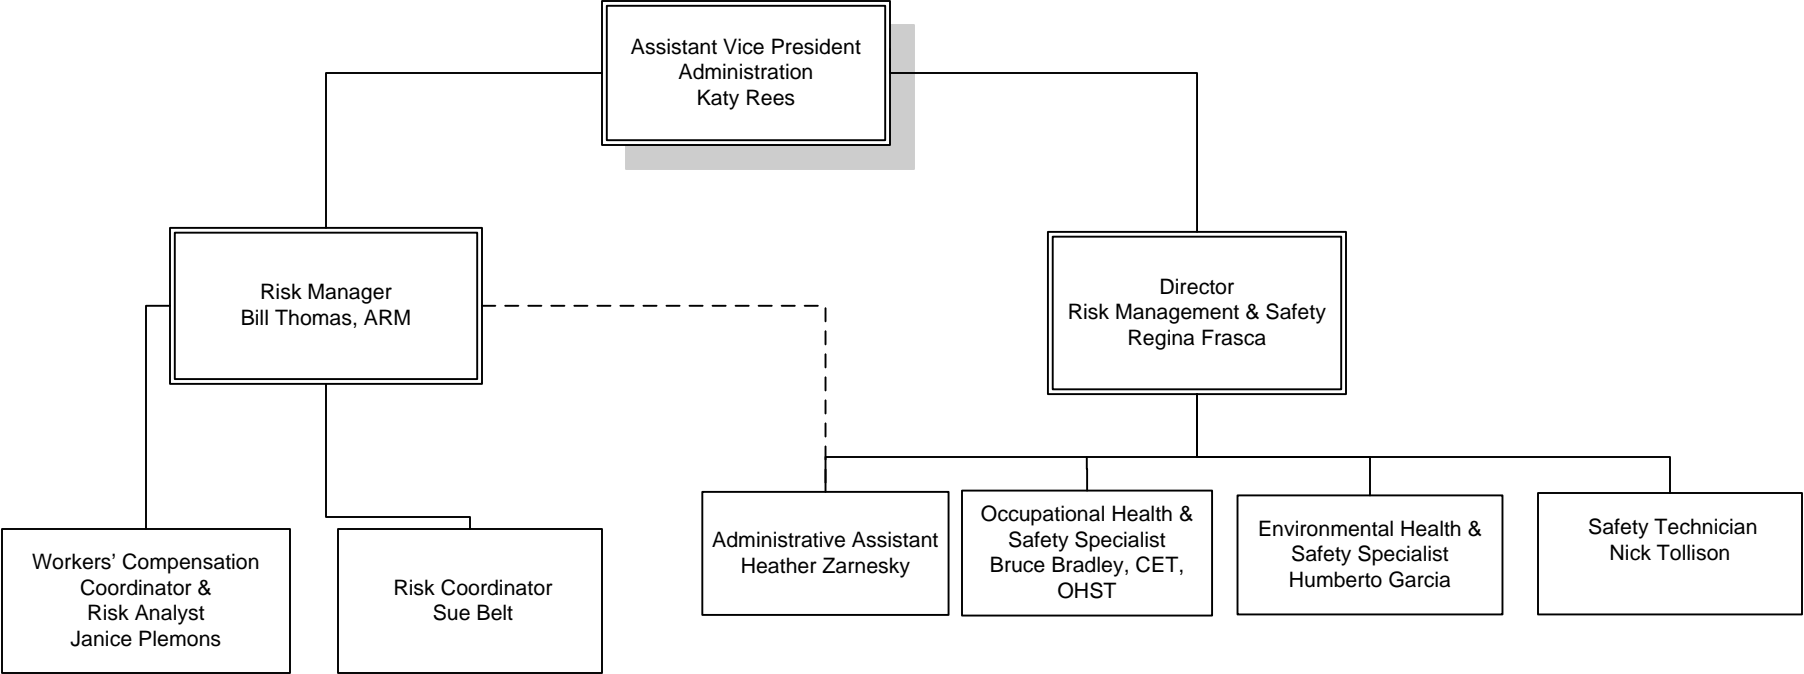 Assistant Vice President
Administration
Katy Rees
Risk Manager
Bill Thomas, ARM
Director
Risk Management & Safety
Regina Frasca
Workers’ Compensation
Coordinator &
Risk Analyst
Janice Plemons
Risk Coordinator
Sue Belt
Administrative Assistant
Heather Zarnesky
Occupational Health &
Safety Specialist
Bruce Bradley, CET,
OHST
Environmental Health &
Safety Specialist
Humberto Garcia
Safety Technician
Nick Tollison